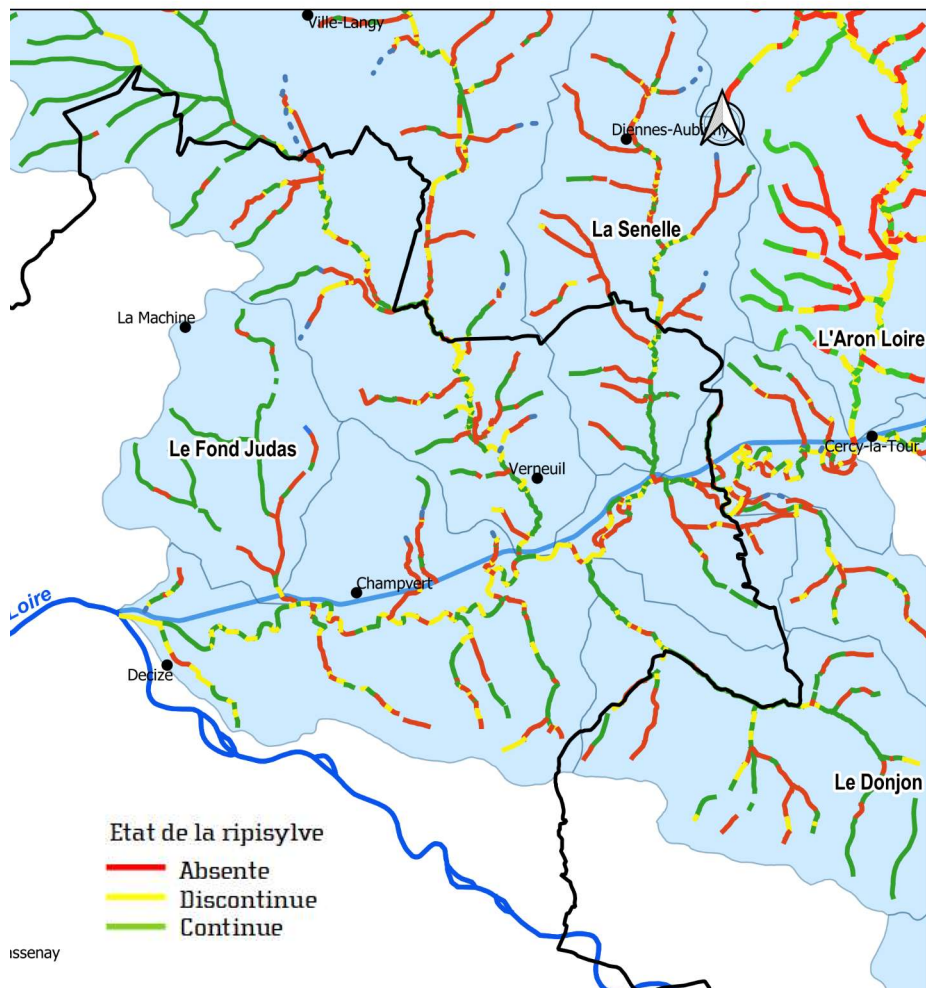 Ville-Langy
Diennes-Aubigny
La Senelle
La Machine
L'Aron Loire
Le Fond Judas
Cercy-la-Tour
Verneuil
Champvert
Loire
Decize
Le Donjon
Etat de la ripisylve
Absente
Discontinue
Continue
assenay